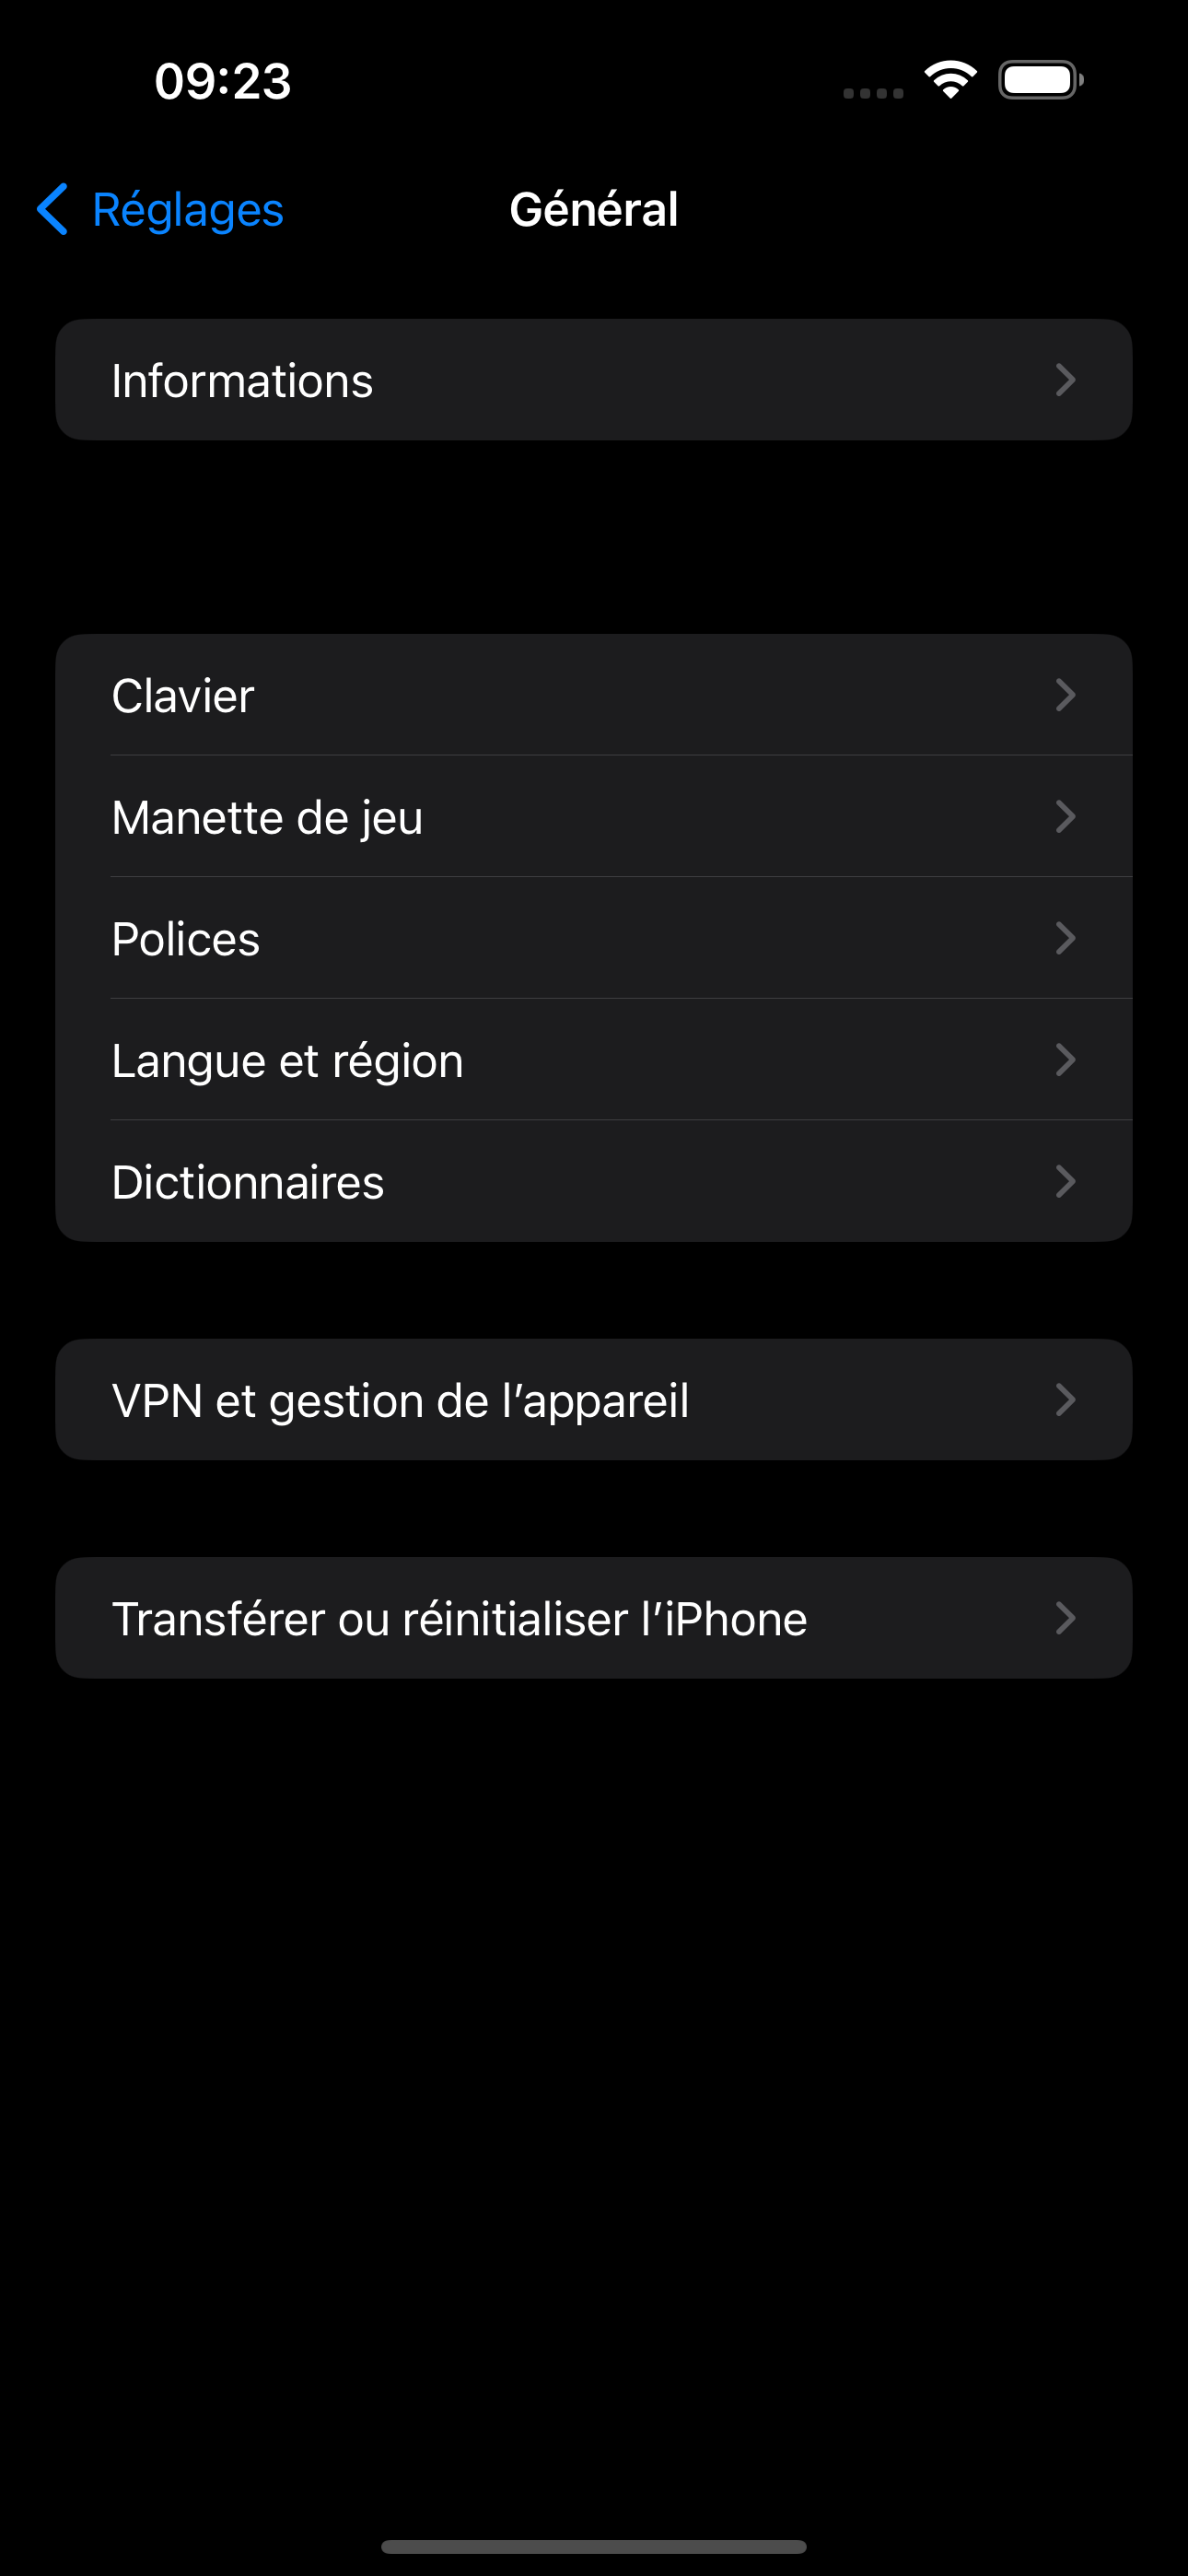 09:23
Réglages
Général
Informations
Clavier
Manette de jeu
Polices
Langue et région
Dictionnaires
VPN et gestion de l’appareil
Transférer ou réinitialiser l’iPhone